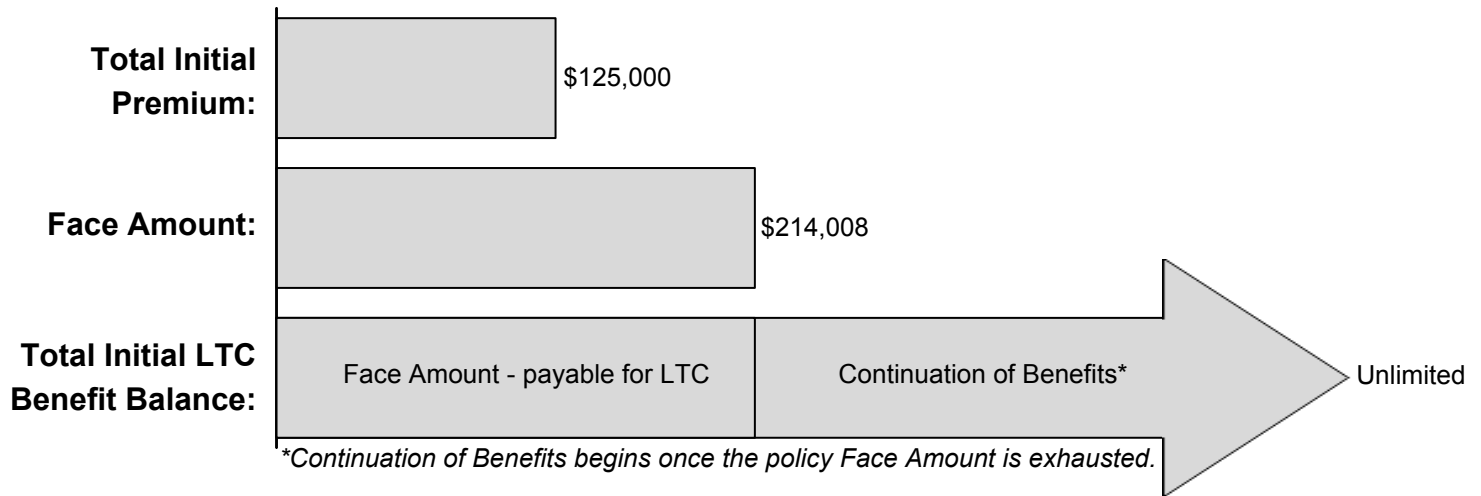 Total Initial
Premium:
$125,000
Face Amount:
$214,008
Total Initial LTC
Benefit Balance:
Face Amount - payable for LTC
Continuation of Benefits*
Unlimited
*Continuation of Benefits begins once the policy Face Amount is exhausted.